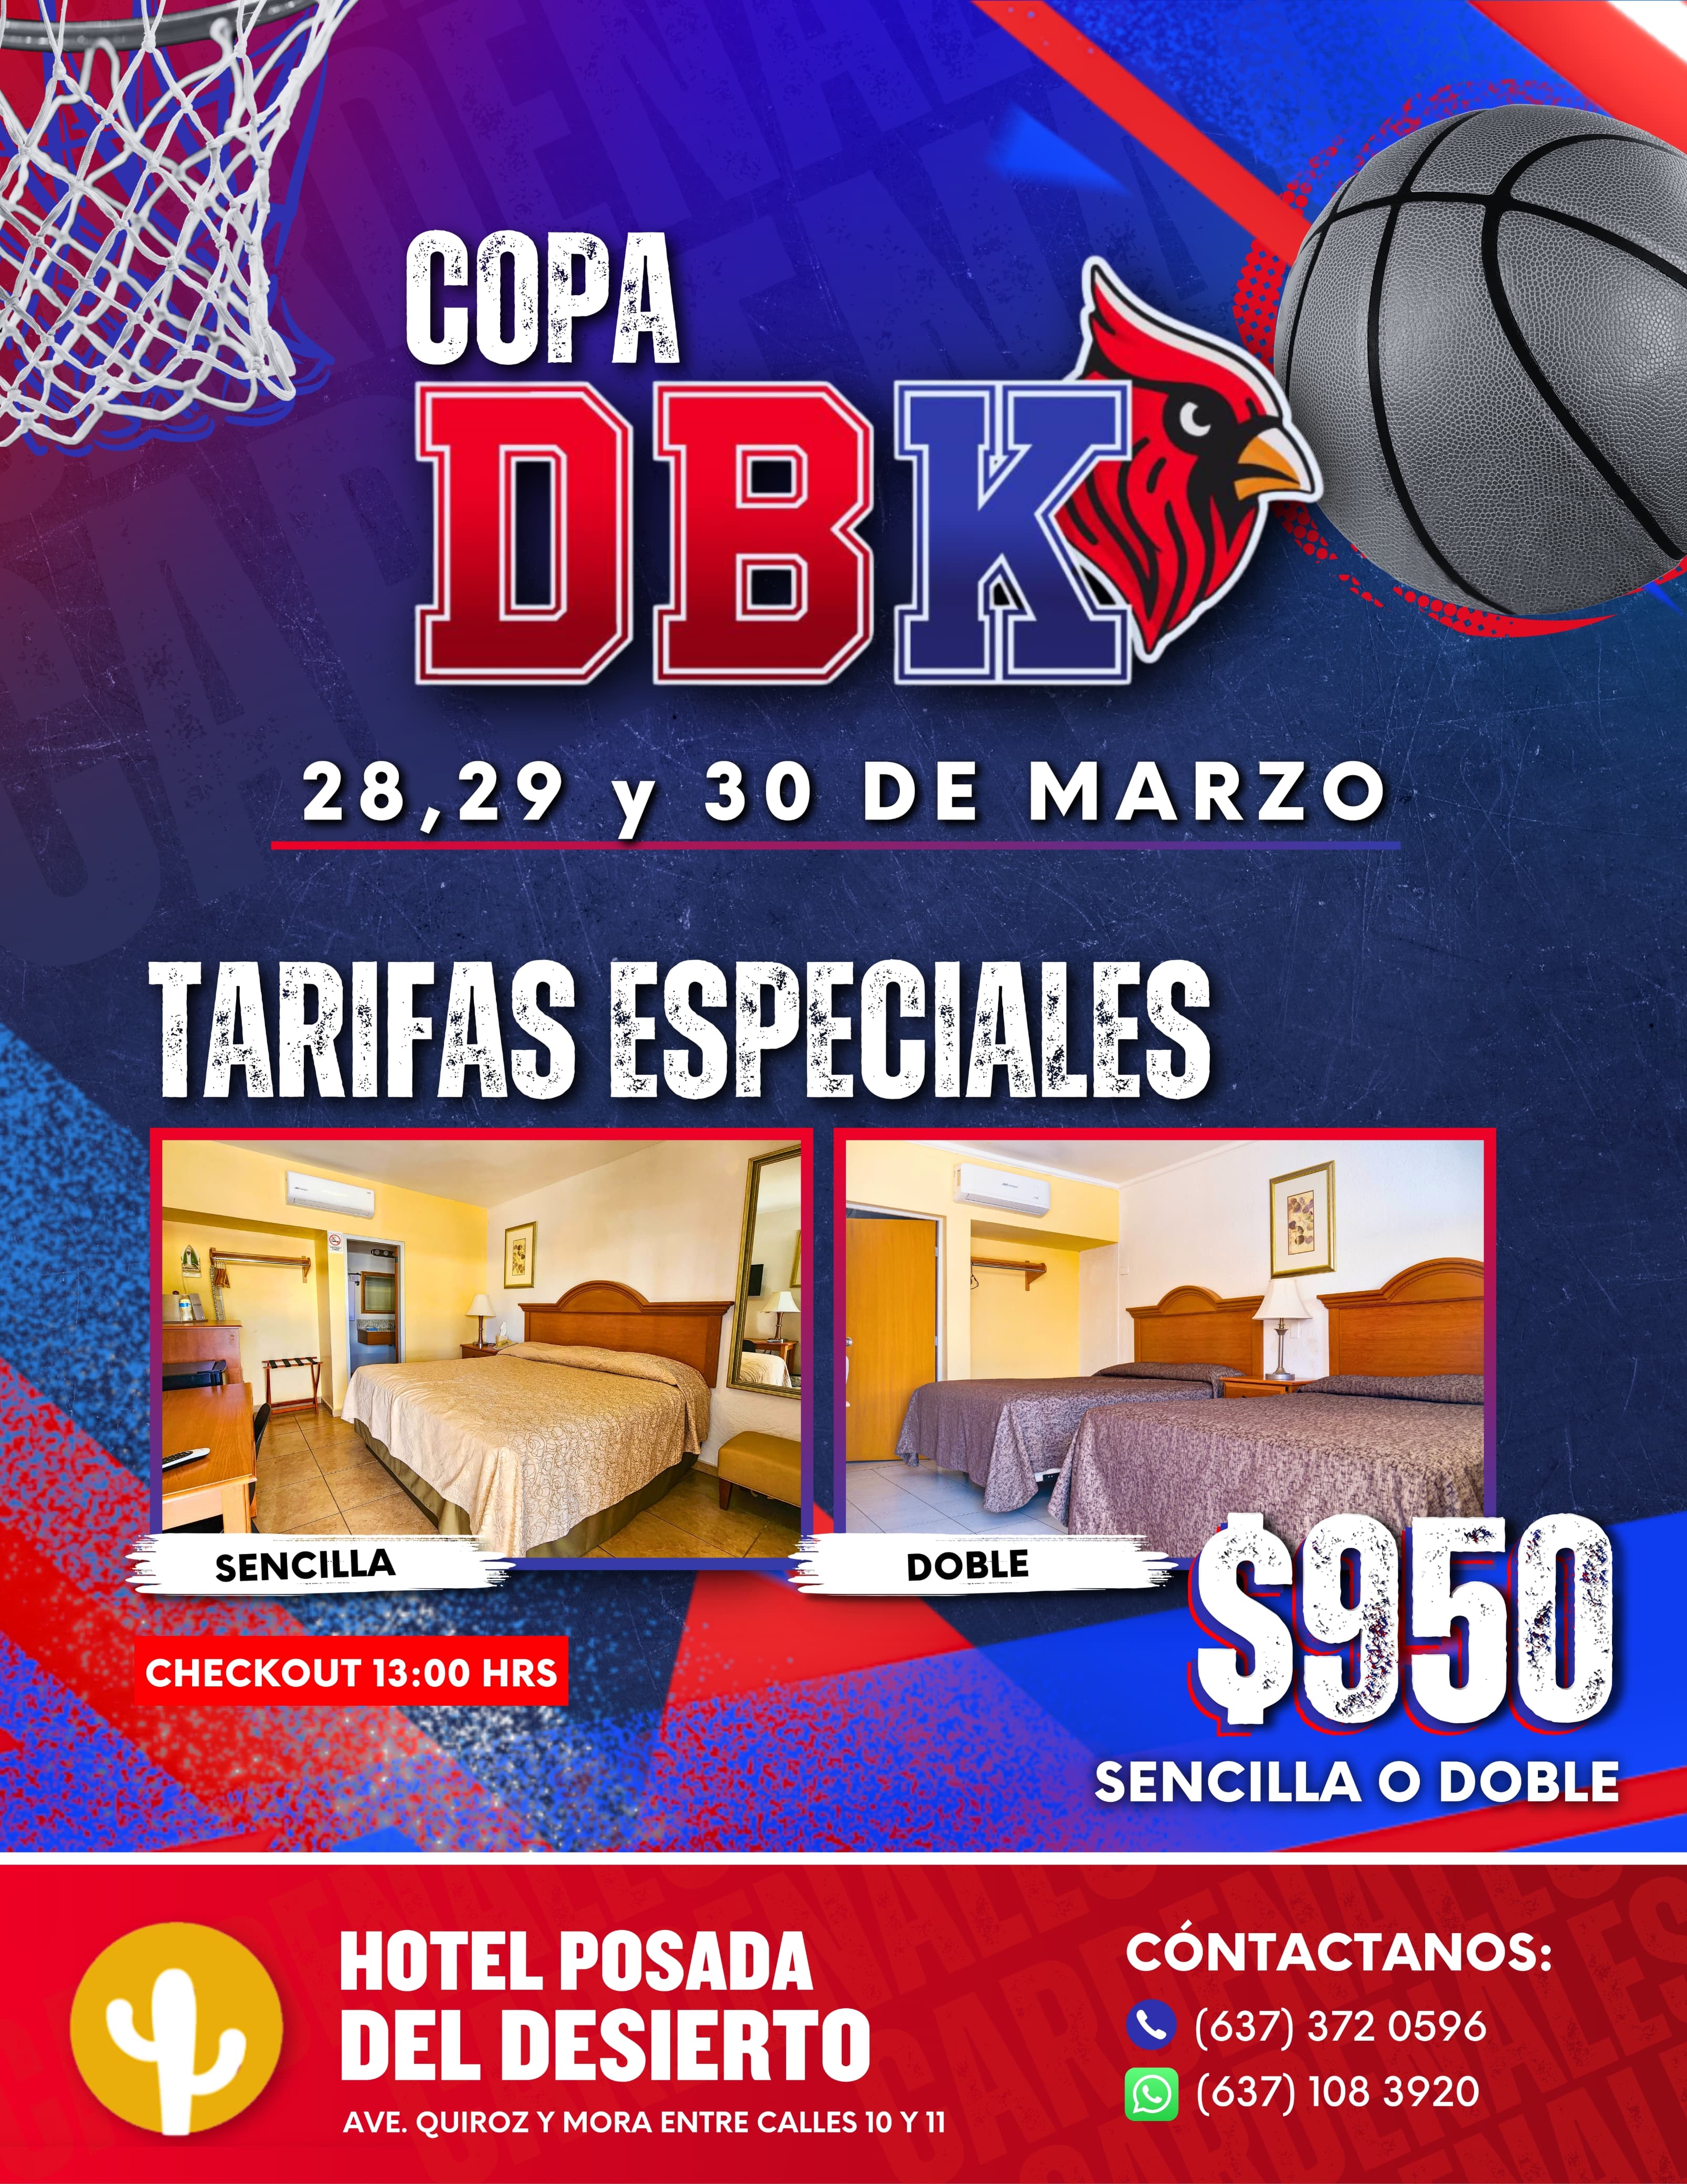 COPA
DBK
28,29 y 30 DE MARZO
TARIFAS ESPECIALES
SENCILLA
DOBLE
$950
CHECKOUT 13:00 HRS
SENCILLA O DOBLE
HOTEL POSADA
DEL DESIERTO
AVE. QUIROZ Y MORA ENTRE CALLES 10 Y 11
CÓNTACTANOS:
(637) 372 0596
(637) 108 3920
CARDENALES